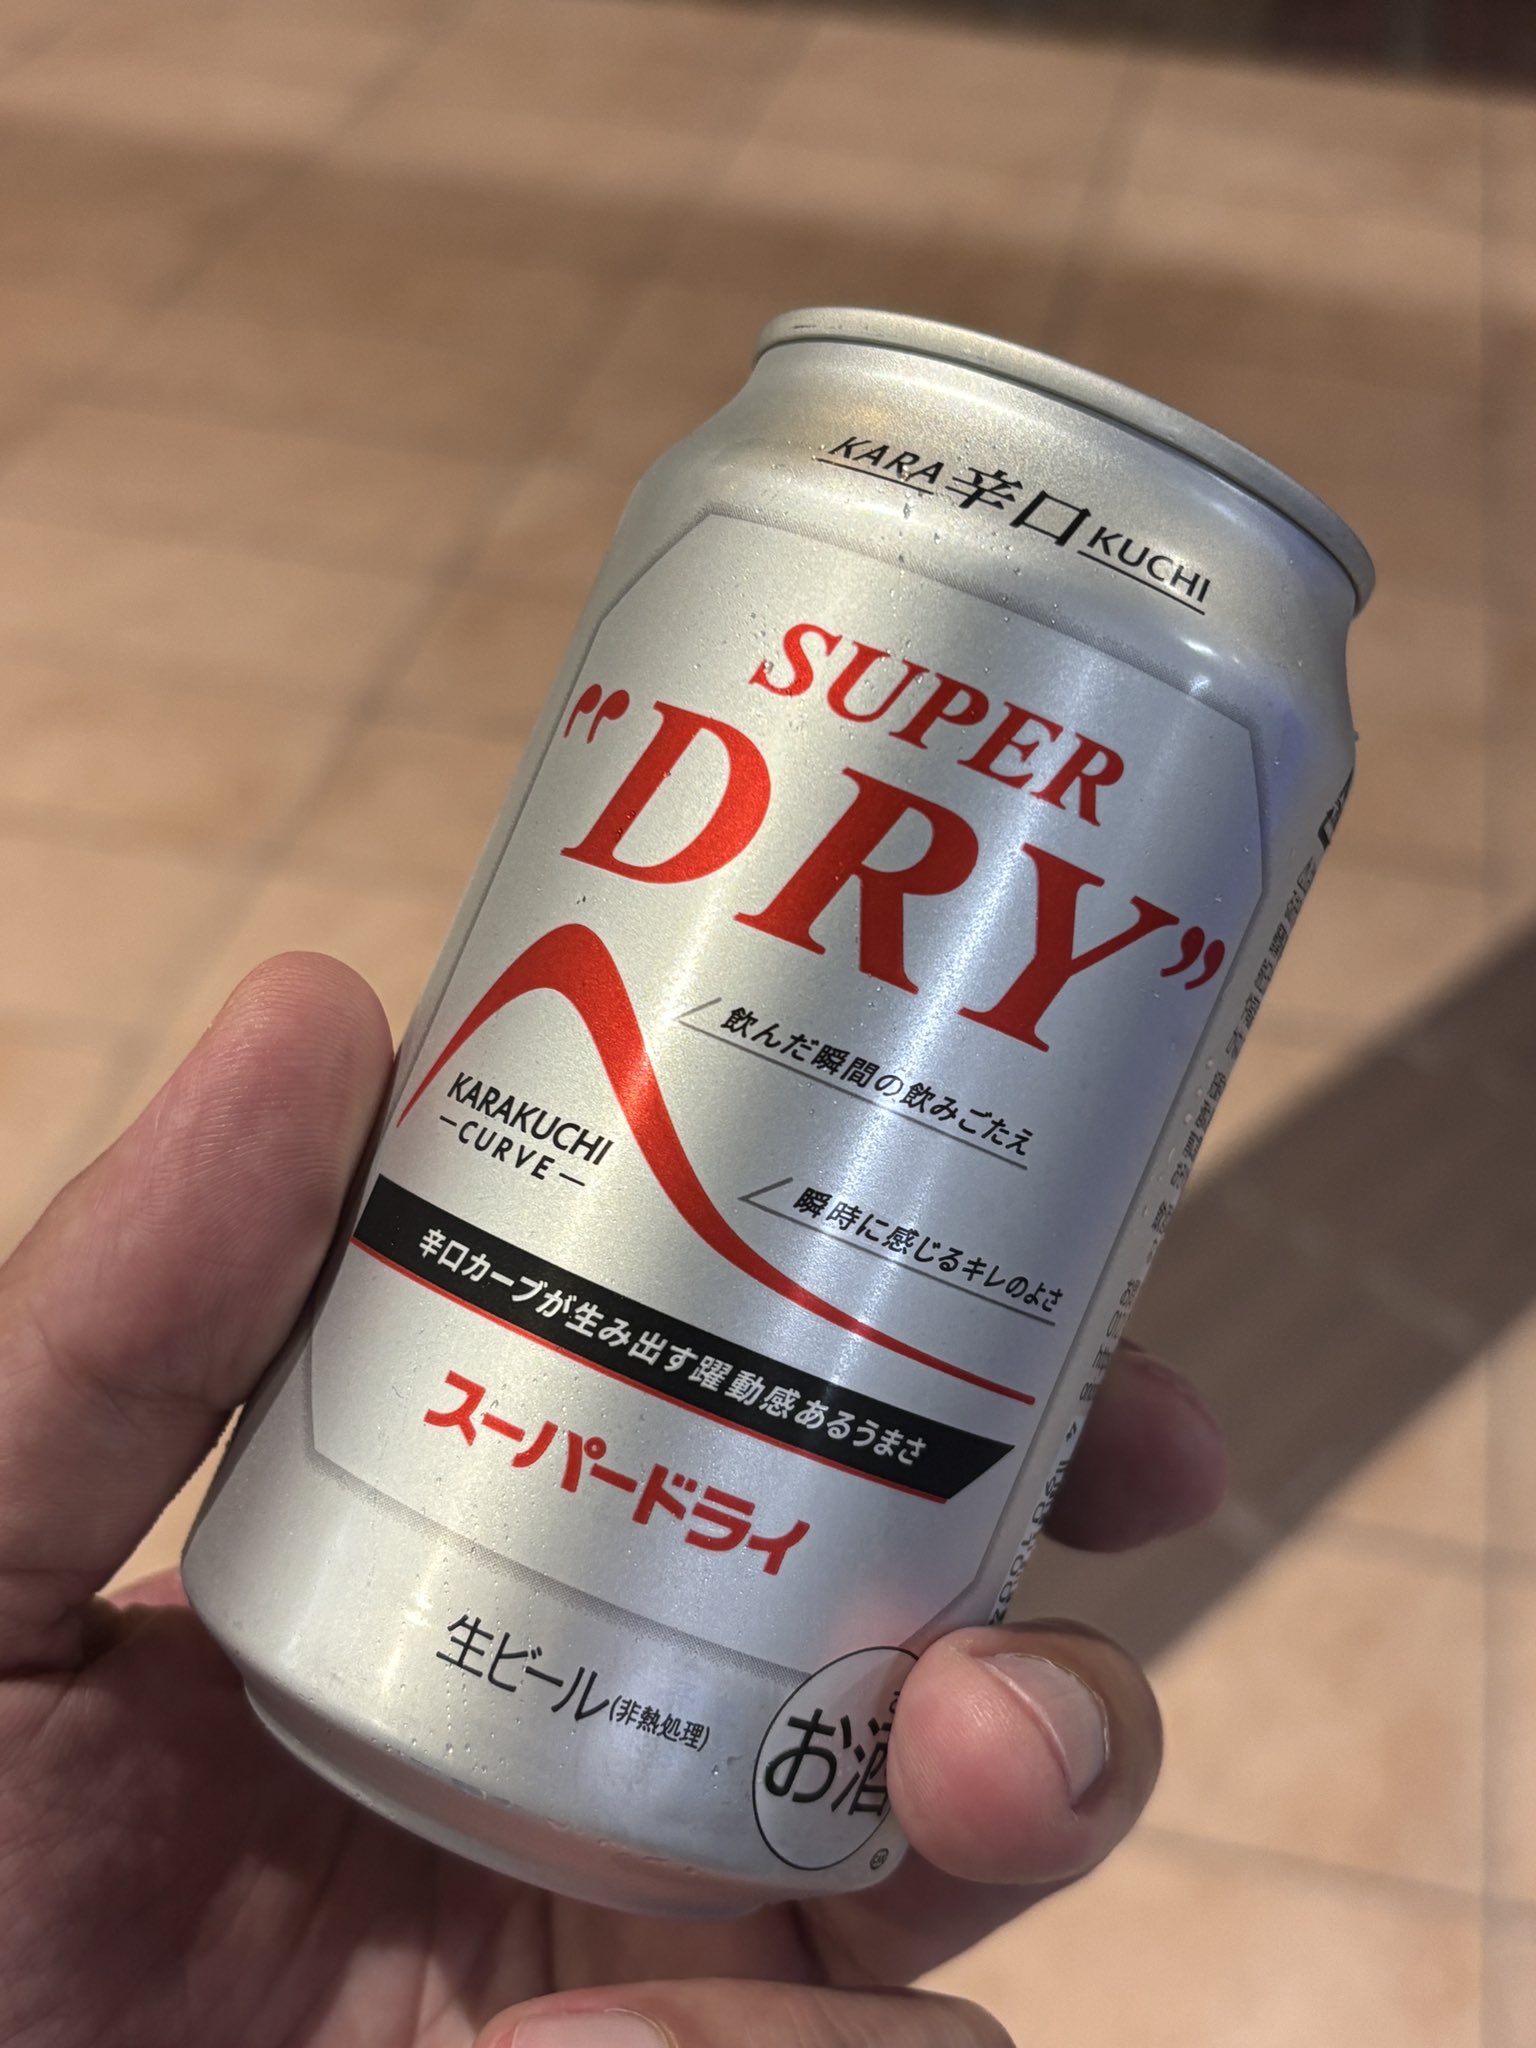 KARA 辛口 KUCHI
SUPER
“DRY”
飲んだ瞬間の飲みごたえ
KARAKUCHI
CURVE
瞬時に感じるキレのよさ
辛口カーブが生み出す躍動感あるうまさ
スーパードライ
生ビール(非熱処理)
お酒